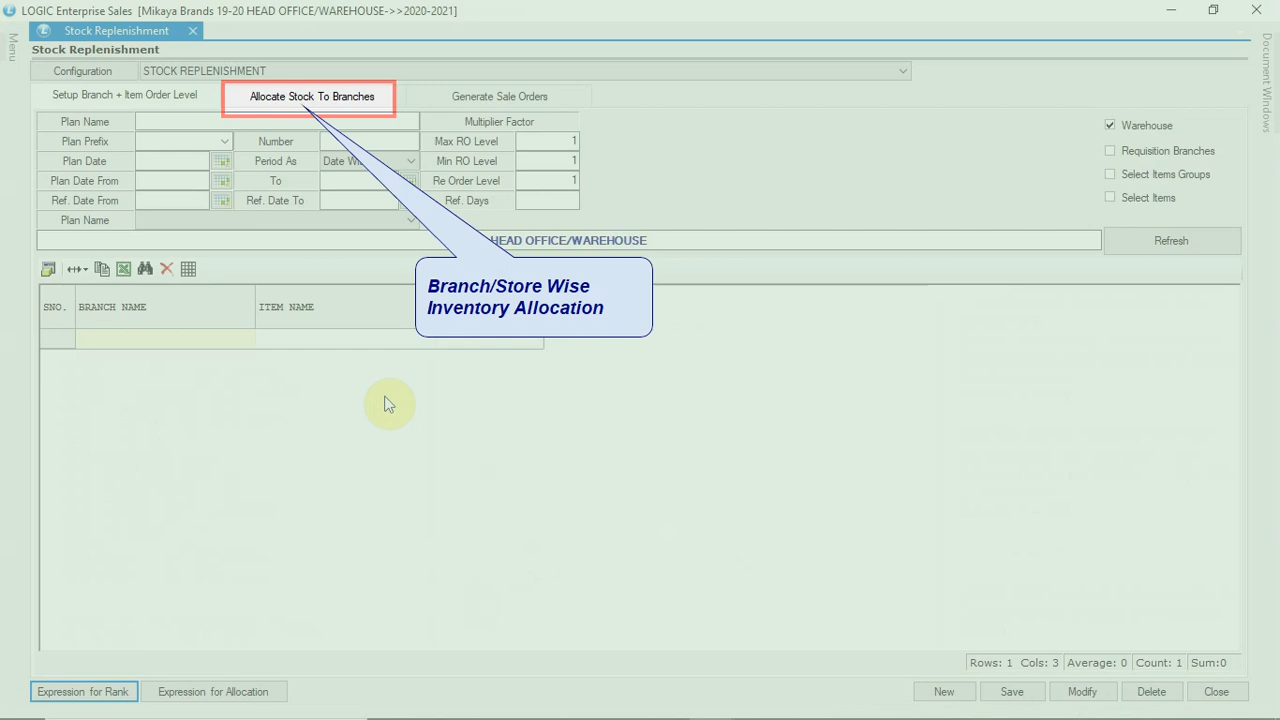 LOGIC Enterprise Sales [Mikaya Brands 19-20 HEAD OFFICE/WAREHOUSE->>2020-2021]
Menu
Stock Replenishment
Document Windows
Stock Replenishment
Configuration STOCK REPLENISHMENT
Setup Branch + Item Order Level Allocate Stock To Branches Generate Sale Orders
Plan Name Multiplier Factor
Warehouse
Plan Prefix Number Max RO Level 1
Requisition Branches
Plan Date Period As Date Wi Min RO Level 1
Select Items Groups
Plan Date From To Re Order Level 1
Select Items
Ref. Date From Ref. Date To Ref. Days
Plan Name
HEAD OFFICE/WAREHOUSE Refresh
Branch/Store Wise
Inventory Allocation
SNO. BRANCH NAME ITEM NAME
Rows: 1 Cols: 3 Average: 0 Count: 1 Sum:0
Expression for Rank Expression for Allocation New Save Modify Delete Close